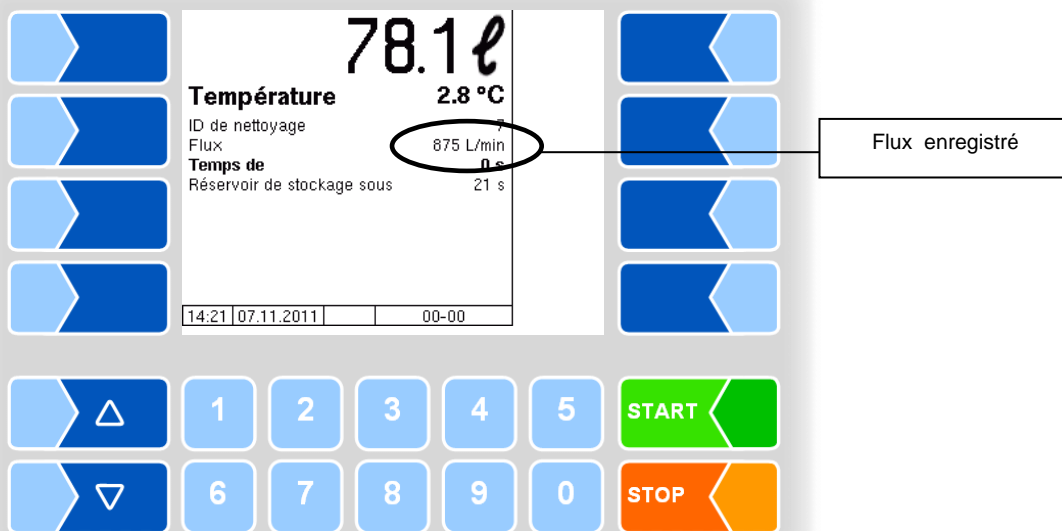 78.1 ℓ
Température 2.8 °C
ID de nettoyage 7
Flux 875 L/min
Temps de 0 s
Réservoir de stockage sous 21 s
14:21 07.11.2011 00-00
Flux enregistré
1 2 3 4 5 START
6 7 8 9 0 STOP